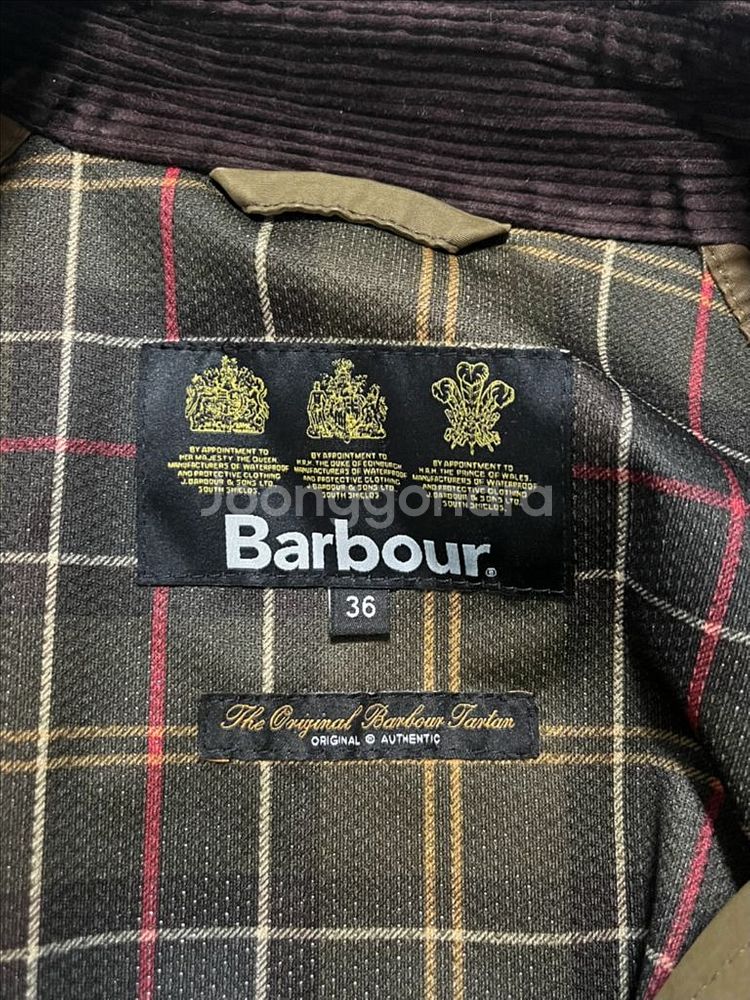 BY APPOINTMENT TO
HER MAJESTY THE QUEEN
MANUFACTURERS OF WATERPROOF
AND PROTECTIVE CLOTHING
J.BARBOUR & SONS LTD
SOUTH SHIELDS
BY APPOINTMENT TO
H.R.H. THE DUKE OF EDINBURGH
MANUFACTURERS OF WATERPROOF
AND PROTECTIVE CLOTHING
J.BARBOUR & SONS LTD
SOUTH SHIELDS
BY APPOINTMENT TO
H.R.H. THE PRINCE OF WALES
MANUFACTURERS OF WATERPROOF
AND PROTECTIVE CLOTHING
J.BARBOUR & SONS LTD
SOUTH SHIELDS
Joonggonara
Barbour®
36
The Original Barbour Tartan
ORIGINAL © AUTHENTIC